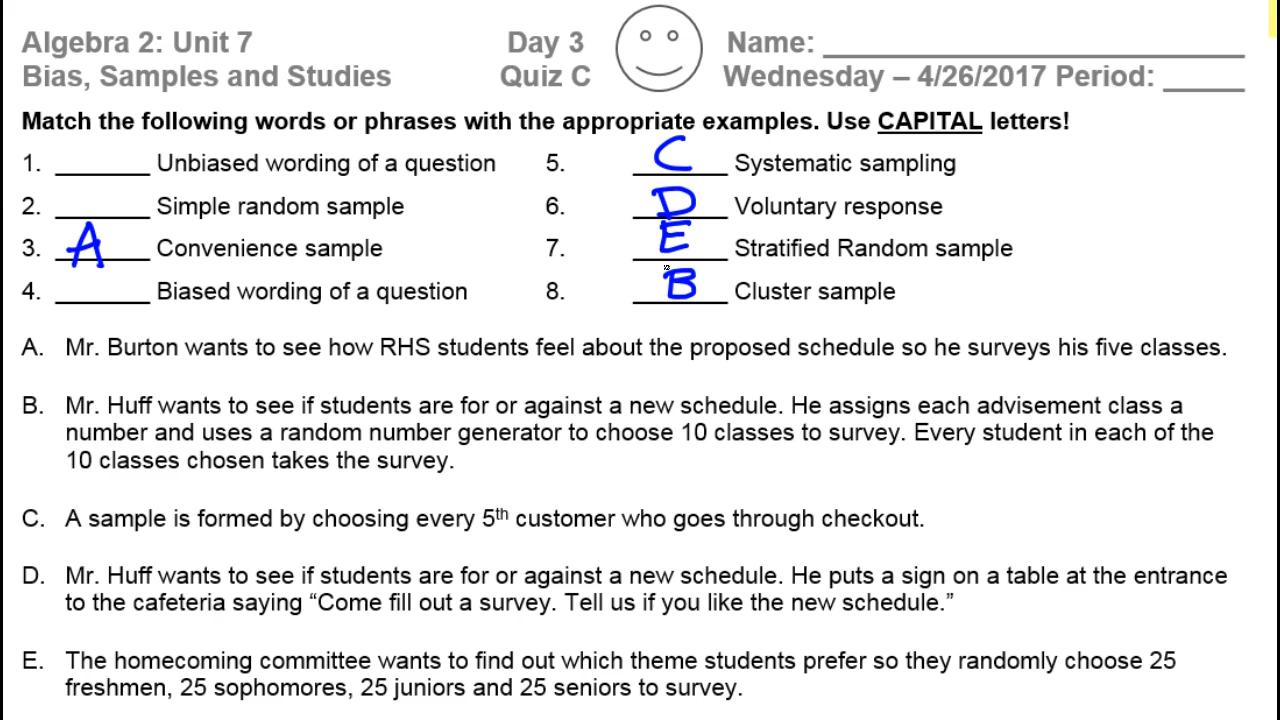 Algebra 2: Unit 7 Day 3 Name: ____________________
Bias, Samples and Studies Quiz C Wednesday – 4/26/2017 Period: _____
Match the following words or phrases with the appropriate examples. Use CAPITAL letters!
1. _______ Unbiased wording of a question 5. C Systematic sampling
2. _______ Simple random sample 6. D Voluntary response
3. A Convenience sample 7. E Stratified Random sample
4. _______ Biased wording of a question 8. B Cluster sample
A. Mr. Burton wants to see how RHS students feel about the proposed schedule so he surveys his five classes.
B. Mr. Huff wants to see if students are for or against a new schedule. He assigns each advisement class a
number and uses a random number generator to choose 10 classes to survey. Every student in each of the
10 classes chosen takes the survey.
C. A sample is formed by choosing every 5th customer who goes through checkout.
D. Mr. Huff wants to see if students are for or against a new schedule. He puts a sign on a table at the entrance
to the cafeteria saying “Come fill out a survey. Tell us if you like the new schedule.”
E. The homecoming committee wants to find out which theme students prefer so they randomly choose 25
freshmen, 25 sophomores, 25 juniors and 25 seniors to survey.